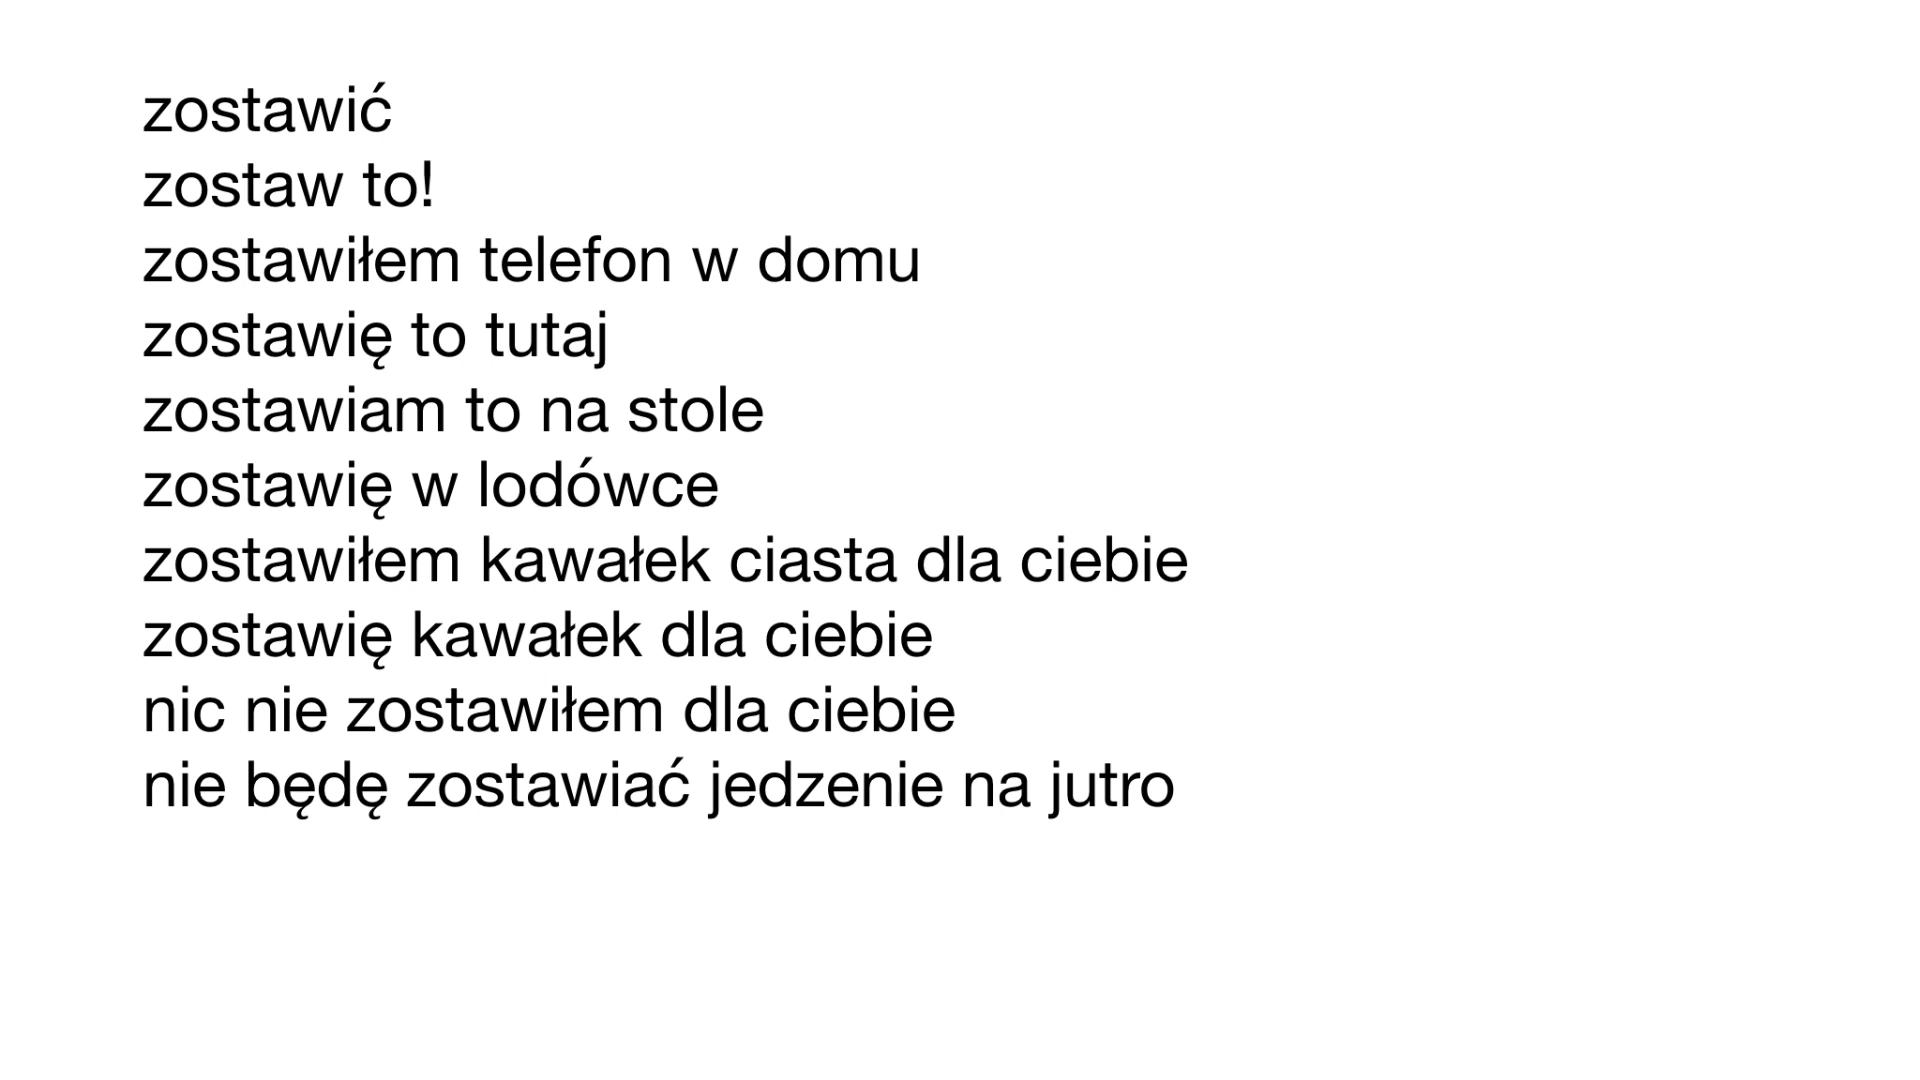 zostawić
zostaw to!
zostawiłem telefon w domu
zostawię to tutaj
zostawiam to na stole
zostawię w lodówce
zostawiłem kawałek ciasta dla ciebie
zostawię kawałek dla ciebie
nic nie zostawiłem dla ciebie
nie będę zostawiać jedzenie na jutro